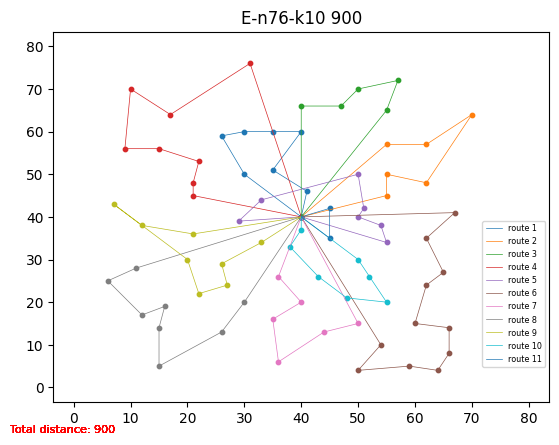 E-n76-k10 900
80
70
60
50
40
30
20
10
0
route 1
route 2
route 3
route 4
route 5
route 6
route 7
route 8
route 9
route 10
route 11
0 10 20 30 40 50 60 70 80
Total distance: 900